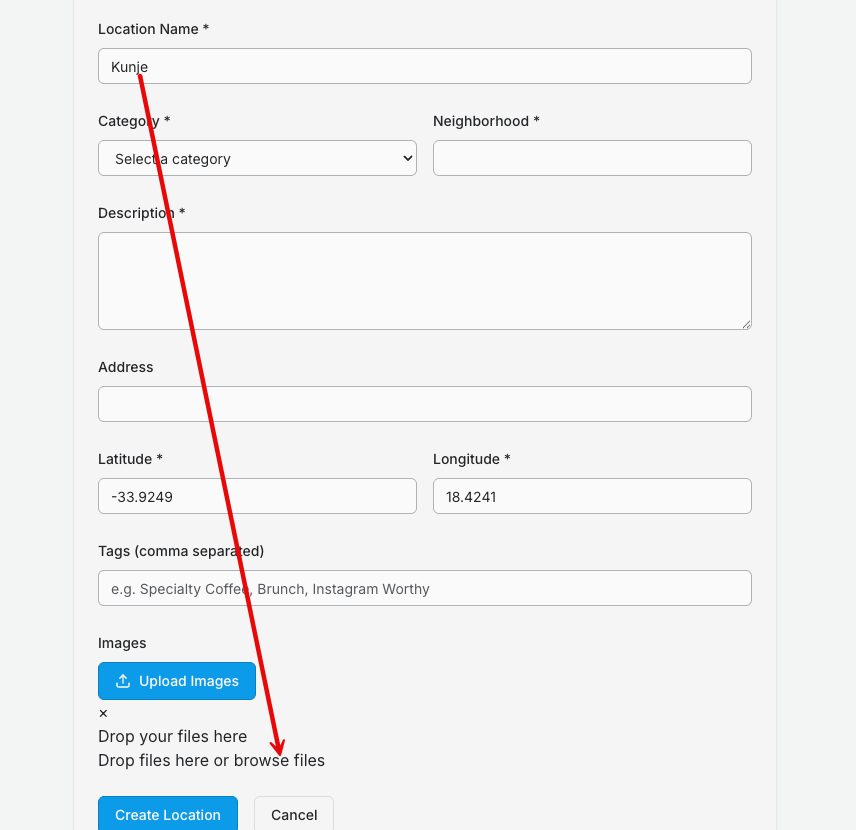 Location Name *
Kunje
Category * Neighborhood *
Select a category
Description *
Address
Latitude * Longitude *
-33.9249 18.4241
Tags (comma separated)
e.g. Specialty Coffee, Brunch, Instagram Worthy
Images
Upload Images
×
Drop your files here
Drop files here or browse files
Create Location Cancel